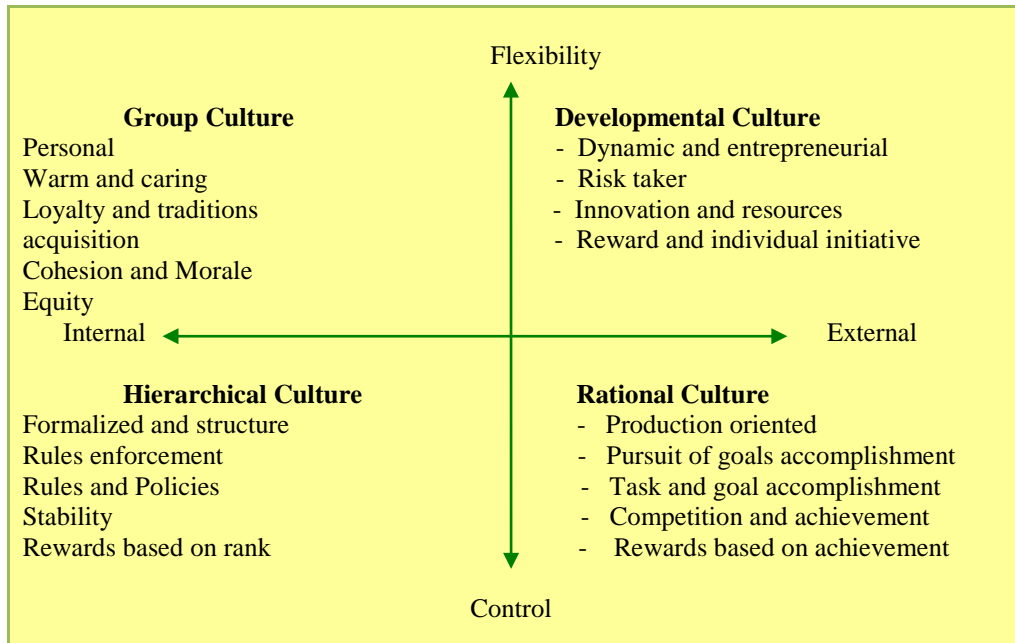 Flexibility
Group Culture
Personal
Warm and caring
Loyalty and traditions
acquisition
Cohesion and Morale
Equity
Developmental Culture
- Dynamic and entrepreneurial
- Risk taker
- Innovation and resources
- Reward and individual initiative
Internal
External
Hierarchical Culture
Formalized and structure
Rules enforcement
Rules and Policies
Stability
Rewards based on rank
Rational Culture
- Production oriented
- Pursuit of goals accomplishment
- Task and goal accomplishment
- Competition and achievement
- Rewards based on achievement
Control